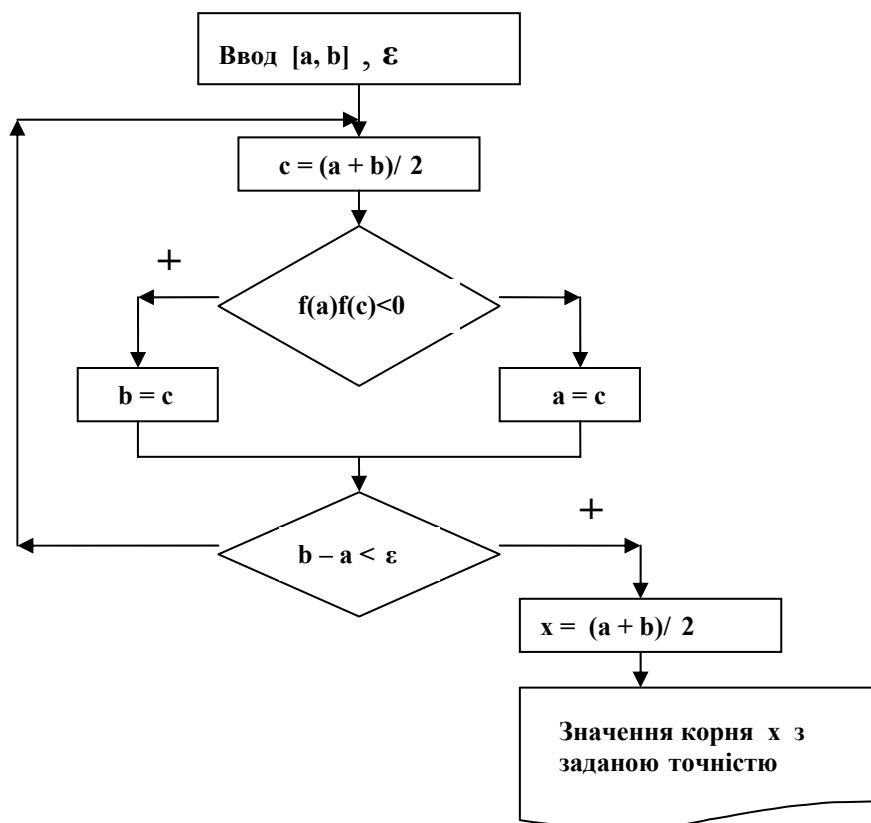 Ввод [a, b] , ε
c = (a + b)/ 2
+
f(a)f(c)<0
b = c
a = c
+
b – a < ε
x = (a + b)/ 2
Значення корня x з
заданою точністю